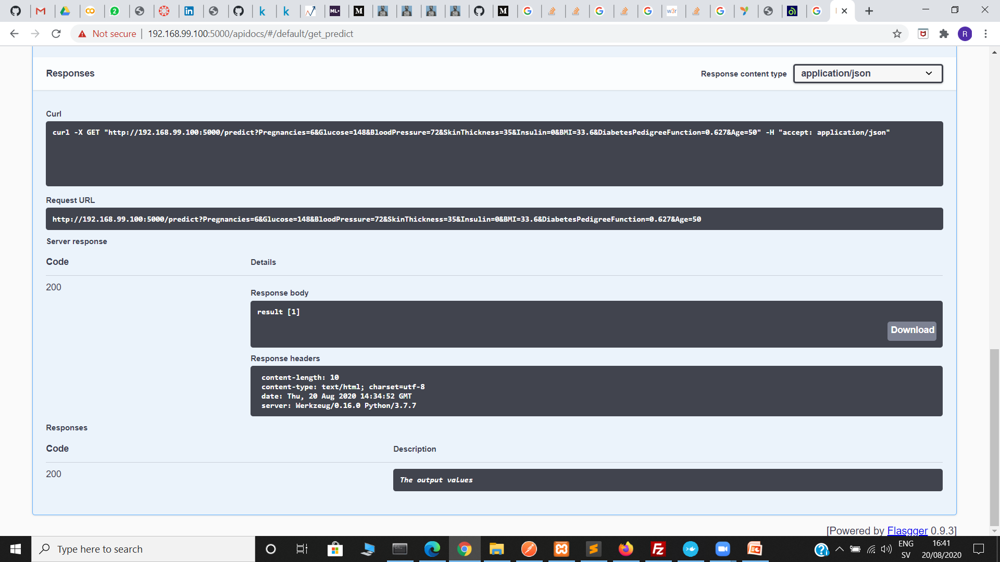 2
ML+
M
M
w3r
Not secure
192.168.99.100:5000/apidocs/#/default/get_predict
R
Responses
Response content type
application/json
Curl
curl -X GET "http://192.168.99.100:5000/predict?Pregnancies=6&Glucose=148&BloodPressure=72&SkinThickness=35&Insulin=0&BMI=33.6&DiabetesPedigreeFunction=0.627&Age=50" -H "accept: application/json"
Request URL
http://192.168.99.100:5000/predict?Pregnancies=6&Glucose=148&BloodPressure=72&SkinThickness=35&Insulin=0&BMI=33.6&DiabetesPedigreeFunction=0.627&Age=50
Server response
Code
Details
200
Response body
result [1]
Download
Response headers
content-length: 10
content-type: text/html; charset=utf-8
date: Thu, 20 Aug 2020 14:34:52 GMT
server: Werkzeug/0.16.0 Python/3.7.7
Responses
Code
Description
200
The output values
[Powered by Flasgger 0.9.3]
Type here to search
ENG
SV
16:41
20/08/2020